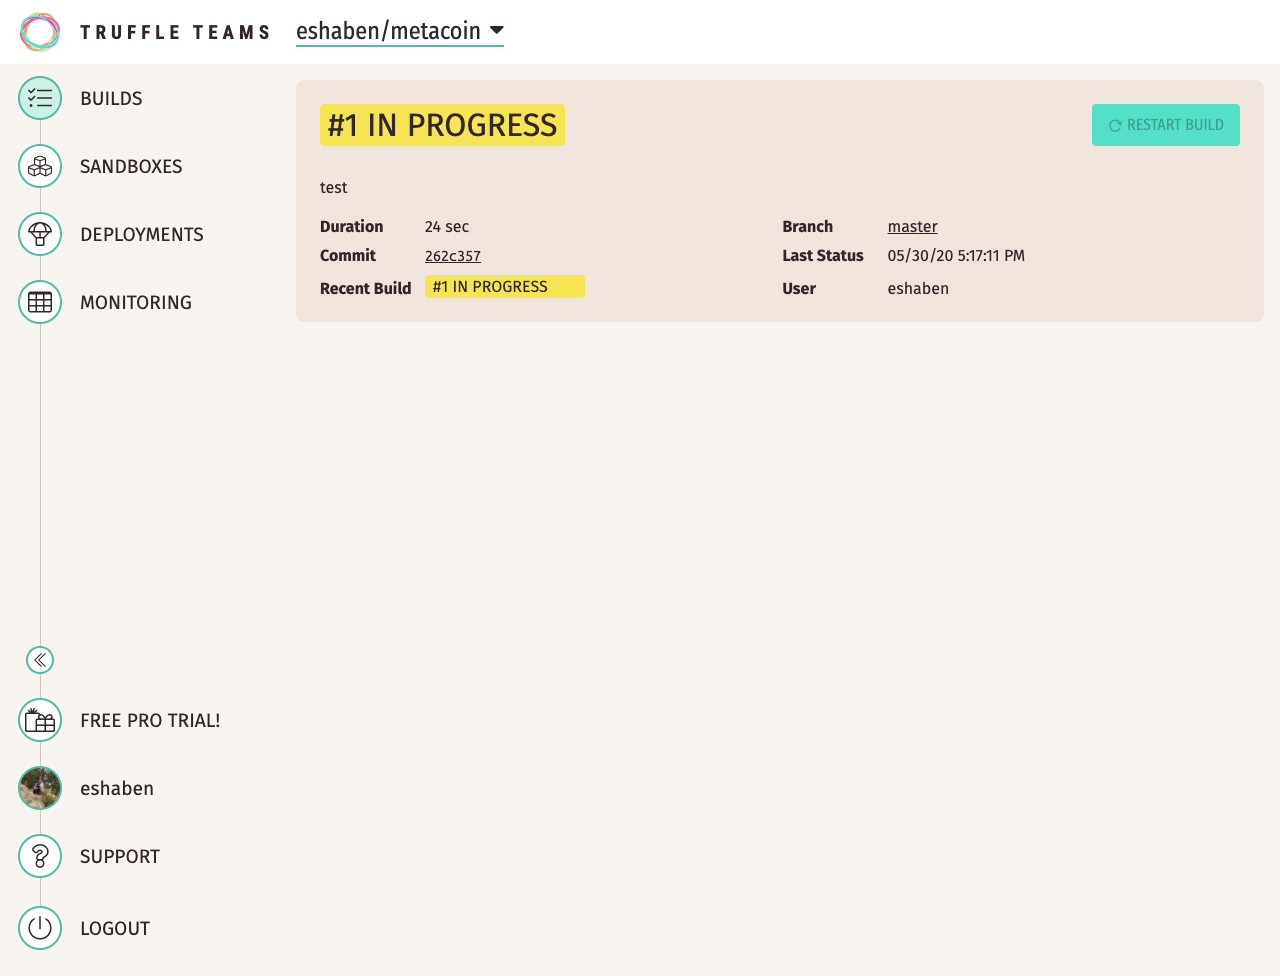 TRUFFLE TEAMS
eshaben/metacoin
BUILDS
SANDBOXES
DEPLOYMENTS
MONITORING
FREE PRO TRIAL!
eshaben
SUPPORT
LOGOUT
#1 IN PROGRESS
RESTART BUILD
test
Duration 24 sec
Commit 262c357
Recent Build #1 IN PROGRESS
Branch master
Last Status 05/30/20 5:17:11 PM
User eshaben